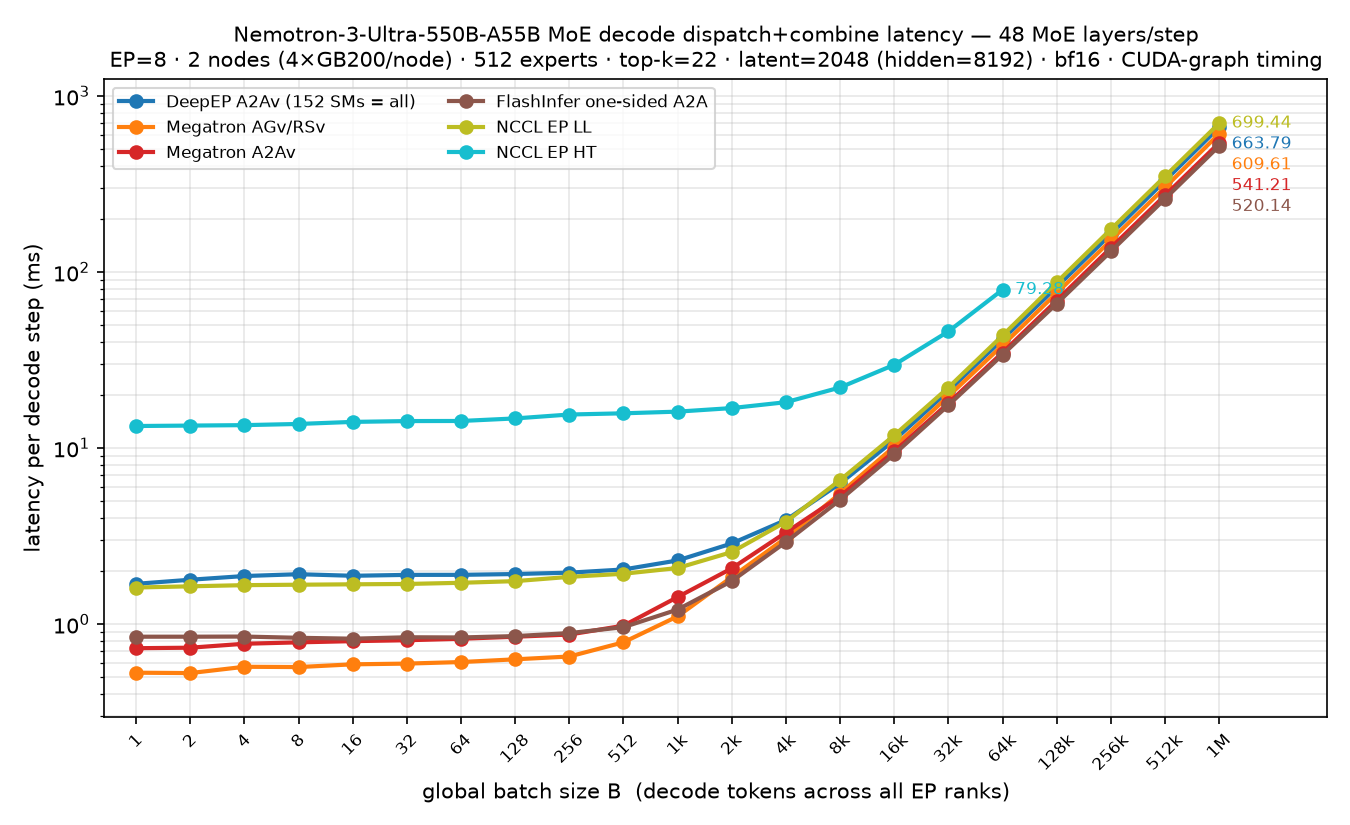 Nemotron-3-Ultra-550B-A55B MoE decode dispatch+combine latency — 48 MoE layers/step
EP=8 · 2 nodes (4×GB200/node) · 512 experts · top-k=22 · latent=2048 (hidden=8192) · bf16 · CUDA-graph timing
DeepEP A2Av (152 SMs = all)
Megatron AGv/RSv
Megatron A2Av
FlashInfer one-sided A2A
NCCL EP LL
NCCL EP HT
699.44
663.79
609.61
541.21
520.14
79.28
10³
10²
10¹
10⁰
latency per decode step (ms)
1 2 4 8 16 32 64 128 256 512 1k 2k 4k 8k 16k 32k 64k 128k 256k 512k 1M
global batch size B (decode tokens across all EP ranks)